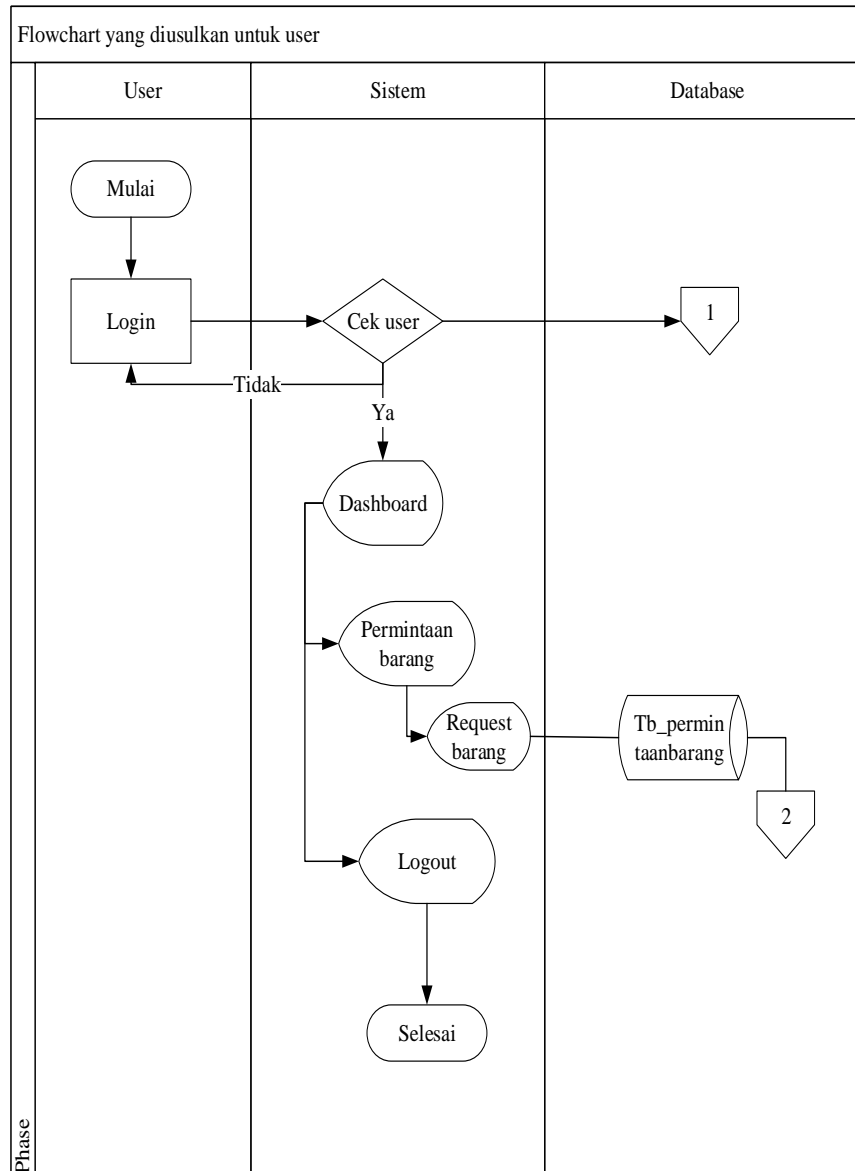 Flowchart yang diusulkan untuk user
User
Sistem
Database
Mulai
Login
Cek user
1
Tidak
Ya
Dashboard
Permintaan
barang
Request
barang
Tb_permin
taanbarang
2
Logout
Selesai
Phase